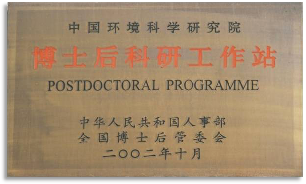 中国环境科学研究院
博士后科研工作站
POSTDOCTORAL PROGRAMME
中华人民共和国人事部
全国博士后管委会
二〇〇二年十月